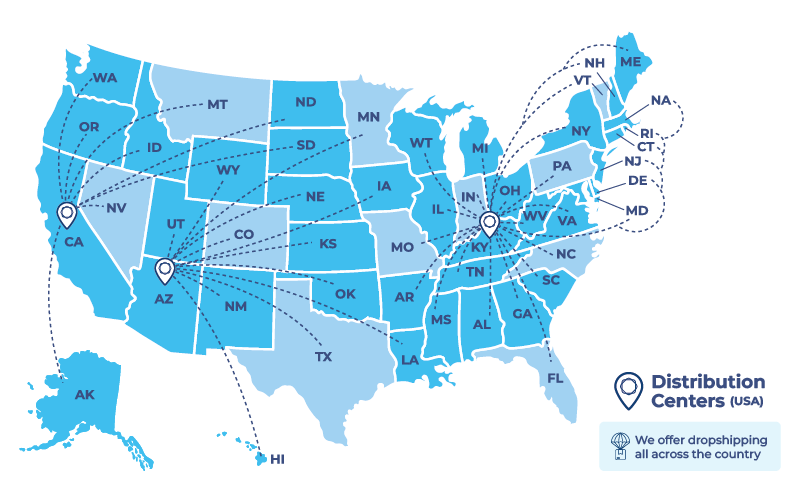 WA
MT
ND
MN
OR
ID
SD
WY
NV
NE
IA
UT
CO
CA
KS
AZ
NM
OK
TX
WT
MI
IL
IN
OH
MO
KY
WV
VA
TN
NC
AR
SC
MS
AL
GA
LA
FL
PA
NY
VT
NH
ME
NA
RI
CT
NJ
DE
MD
AK
HI
Distribution
Centers (USA)
We offer dropshipping
all across the country